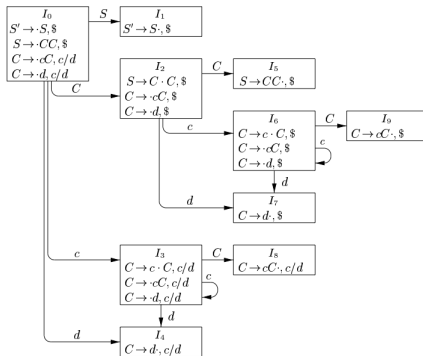 I₀
S′ → ·S, $
S → ·CC, $
C → ·cC, c/d
C → ·d, c/d
S
I₁
S′ → S·, $
C
I₂
S → C · C, $
C → ·cC, $
C → ·d, $
C
I₅
S → CC·, $
c
I₆
C → c · C, $
C → ·cC, $
C → ·d, $
C
I₉
C → cC·, $
c
d
d
I₇
C → d·, $
c
I₃
C → c · C, c/d
C → ·cC, c/d
C → ·d, c/d
C
I₈
C → cC·, c/d
c
d
d
I₄
C → d·, c/d